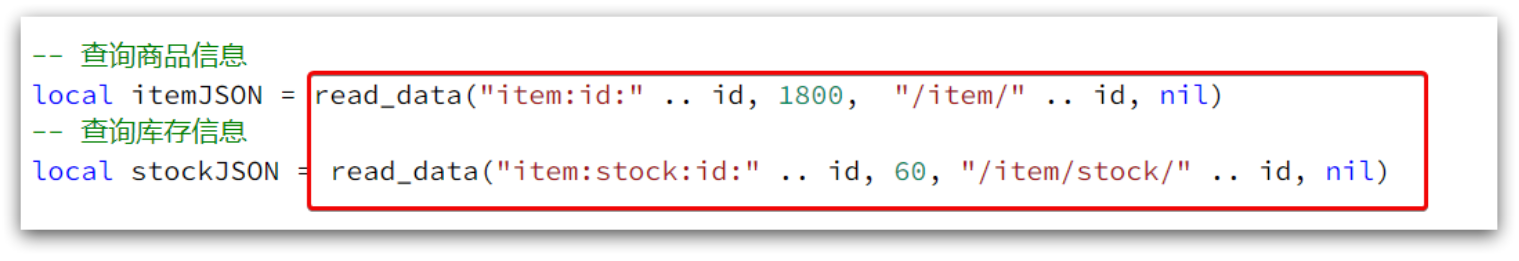 -- 查询商品信息
local itemJSON = read_data("item:id:" .. id, 1800,  "/item/" .. id, nil)
-- 查询库存信息
local stockJSON = read_data("item:stock:id:" .. id, 60, "/item/stock/" .. id, nil)